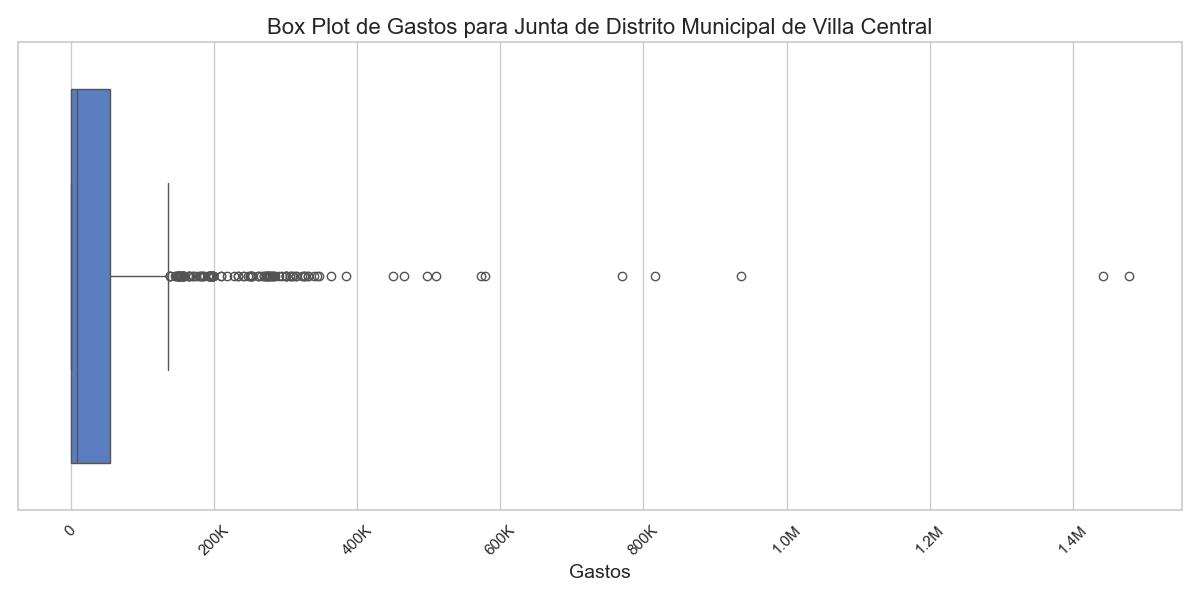 Box Plot de Gastos para Junta de Distrito Municipal de Villa Central
0 200K 400K 600K 800K 1.0M 1.2M 1.4M
Gastos